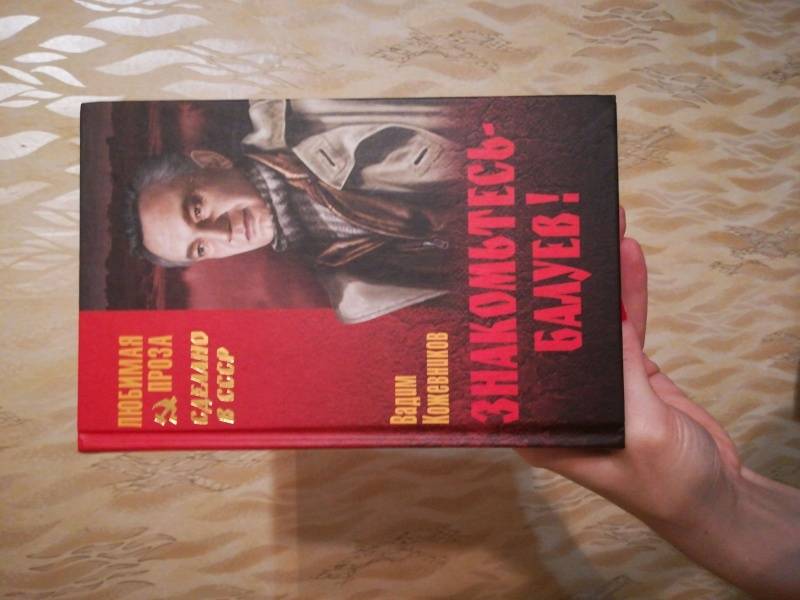 ЛЮБИМАЯ
ПРОЗА
СДЕЛАНО
В СССР
Вадим
Кожевников
ЗНАКОМЬТЕСЬ-
БАЛУЕВ!